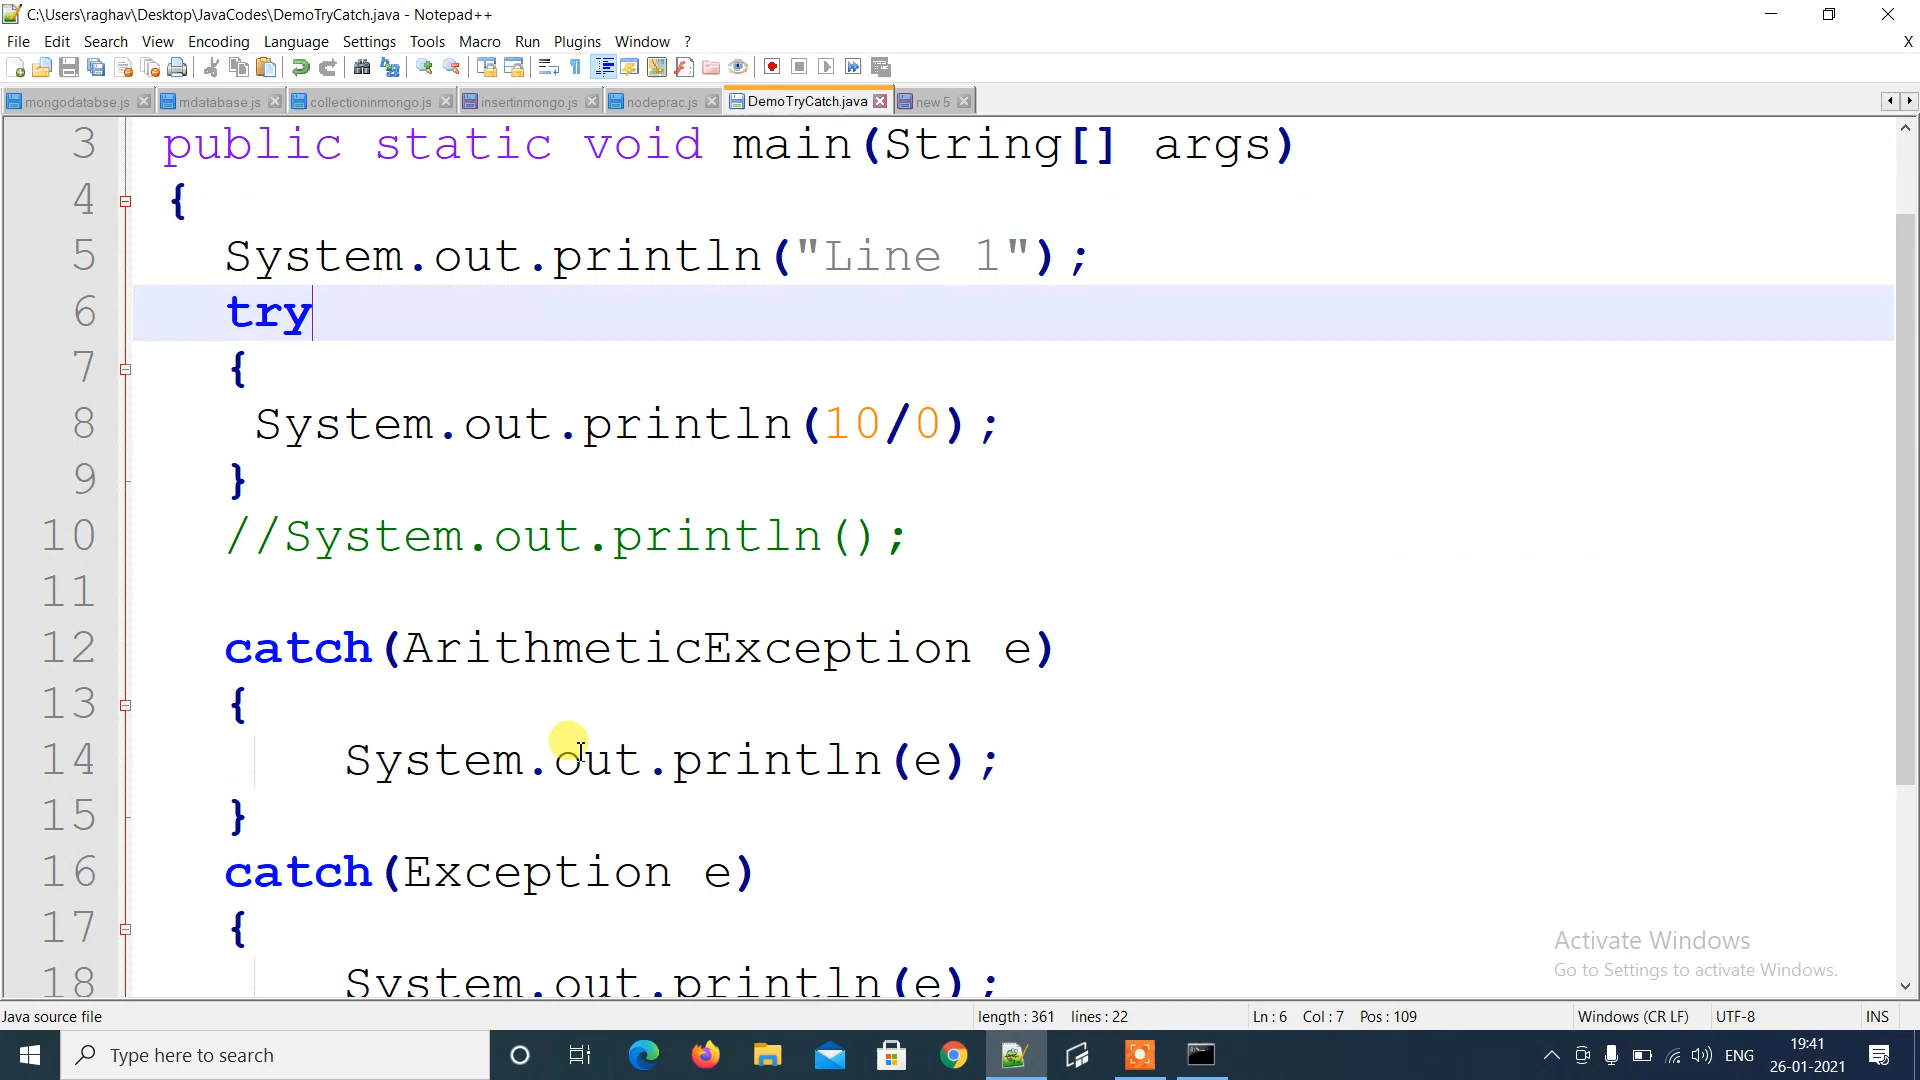 C:\Users\raghav\Desktop\JavaCodes\DemoTryCatch.java - Notepad++
File Edit Search View Encoding Language Settings Tools Macro Run Plugins Window ? X
mongodatabse.js mdatabase.js collectioninmongo.js insertinmongo.js nodeprac.js DemoTryCatch.java new 5
3 public static void main(String[] args)
4 {
5 System.out.println("Line 1");
6 try
7 {
8 System.out.println(10/0);
9 }
10 //System.out.println();
11
12 catch(ArithmeticException e)
13 {
14 System.out.println(e);
15 }
16 catch(Exception e)
17 {
18 System.out.println(e);
Activate Windows
Go to Settings to activate Windows.
Java source file length : 361 lines : 22 Ln : 6 Col : 7 Pos : 109 Windows (CR LF) UTF-8 INS
Type here to search
ENG
19:41
26-01-2021